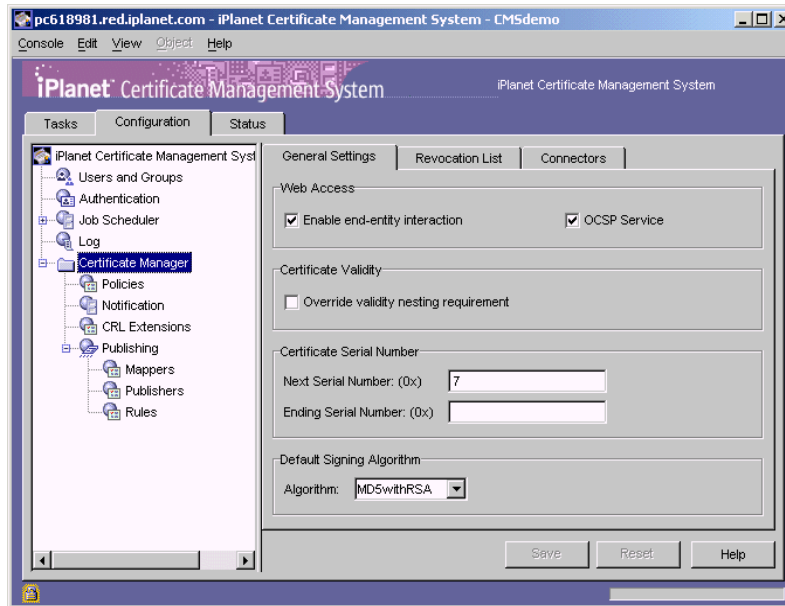 pc618981.red.iplanet.com - iPlanet Certificate Management System - CMSdemo
Console Edit View Object Help
iPlanet Certificate Management System
iPlanet Certificate Management System
Tasks Configuration Status
iPlanet Certificate Management Syst
Users and Groups
Authentication
Job Scheduler
Log
Certificate Manager
Policies
Notification
CRL Extensions
Publishing
Mappers
Publishers
Rules
General Settings Revocation List Connectors
Web Access
Enable end-entity interaction OCSP Service
Certificate Validity
Override validity nesting requirement
Certificate Serial Number
Next Serial Number: (0x) 7
Ending Serial Number: (0x)
Default Signing Algorithm
Algorithm: MD5withRSA
Save Reset Help